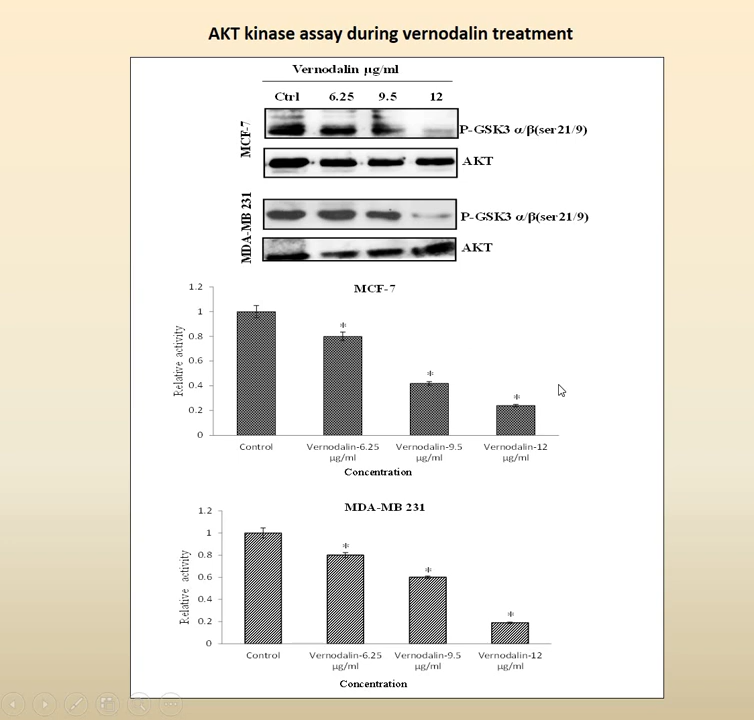 AKT kinase assay during vernodalin treatment
Vernodalin µg/ml
Ctrl 6.25 9.5 12
MCF-7
P-GSK3 α/β(ser21/9)
AKT
MDA-MB 231
P-GSK3 α/β(ser21/9)
AKT
MCF-7
Relative activity
1.2
1
0.8
0.6
0.4
0.2
0
*
*
*
Control Vernodalin-6.25 Vernodalin-9.5 Vernodalin-12
µg/ml µg/ml µg/ml
Concentration
MDA-MB 231
Relative activity
1.2
1
0.8
0.6
0.4
0.2
0
*
*
*
Control Vernodalin-6.25 Vernodalin-9.5 Vernodalin-12
µg/ml µg/ml µg/ml
Concentration